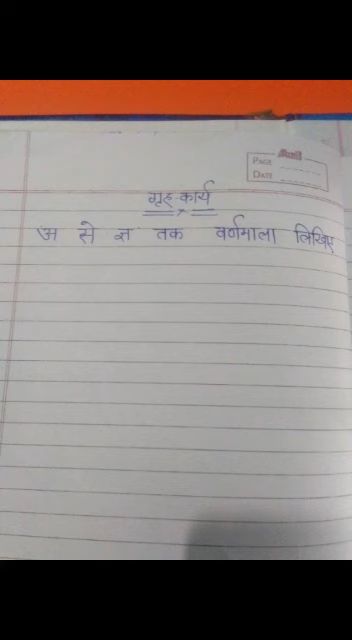 PAGE
DATE
गृह-कार्य
अ से ज्ञ तक वर्णमाला लिखिए